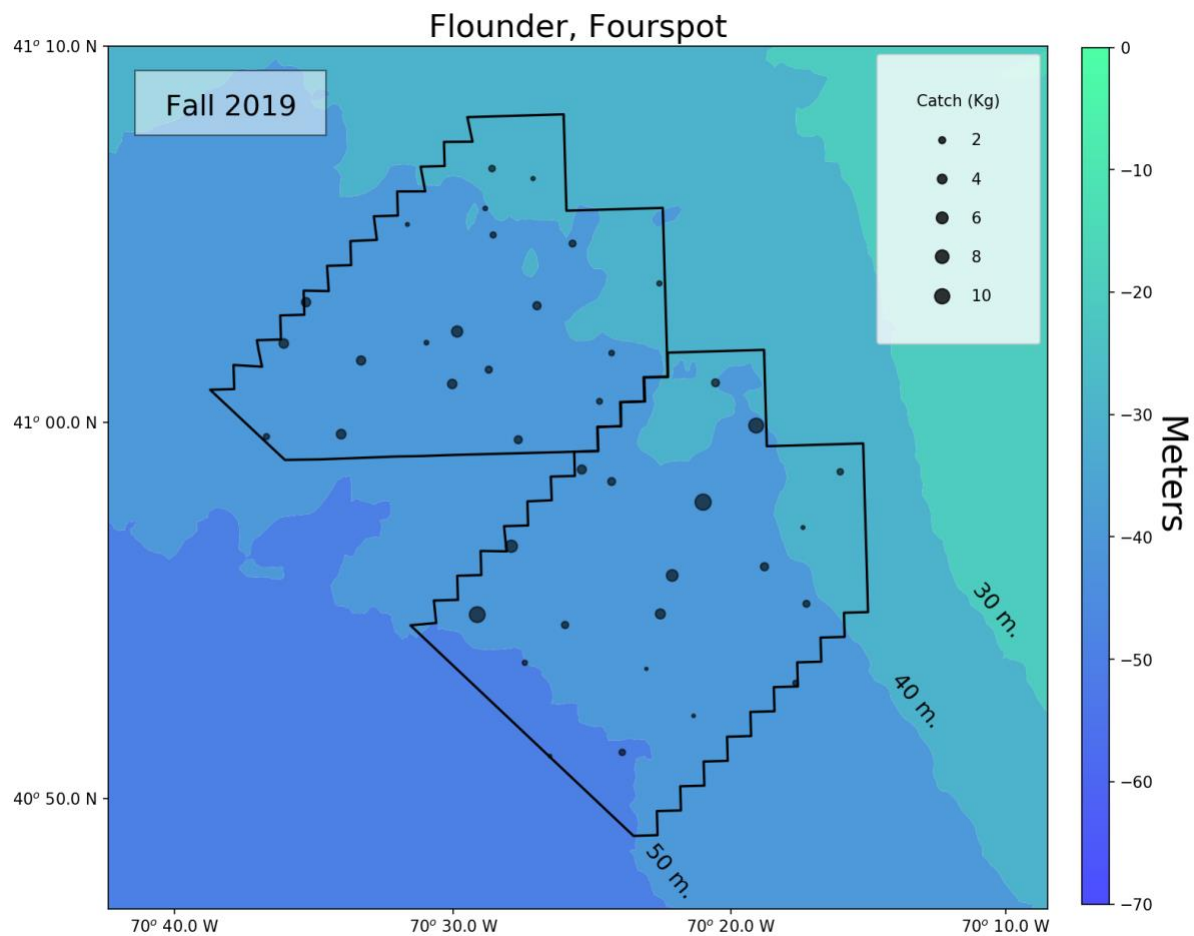 Flounder, Fourspot
41° 10.0 N
41° 00.0 N
40° 50.0 N
70° 40.0 W
70° 30.0 W
70° 20.0 W
70° 10.0 W
Fall 2019
Catch (Kg)
2
4
6
8
10
30 m.
40 m.
50 m.
0
−10
−20
−30
−40
−50
−60
−70
Meters